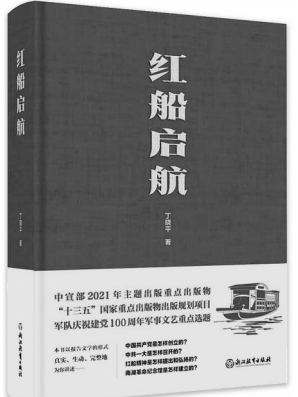 红船启航
丁晓平 著
中宣部2021年主题出版重点出版物
“十三五”国家重点出版物出版规划项目
军队庆祝建党100周年军事文艺重点选题
本书以报告文学的形式
真实、生动、完整地
为你讲述——
中国共产党是怎样创立的？
中共一大是怎样召开的？
红船精神是怎样提出和弘扬的？
南湖革命纪念馆是怎样建立的？
浙江教育出版社